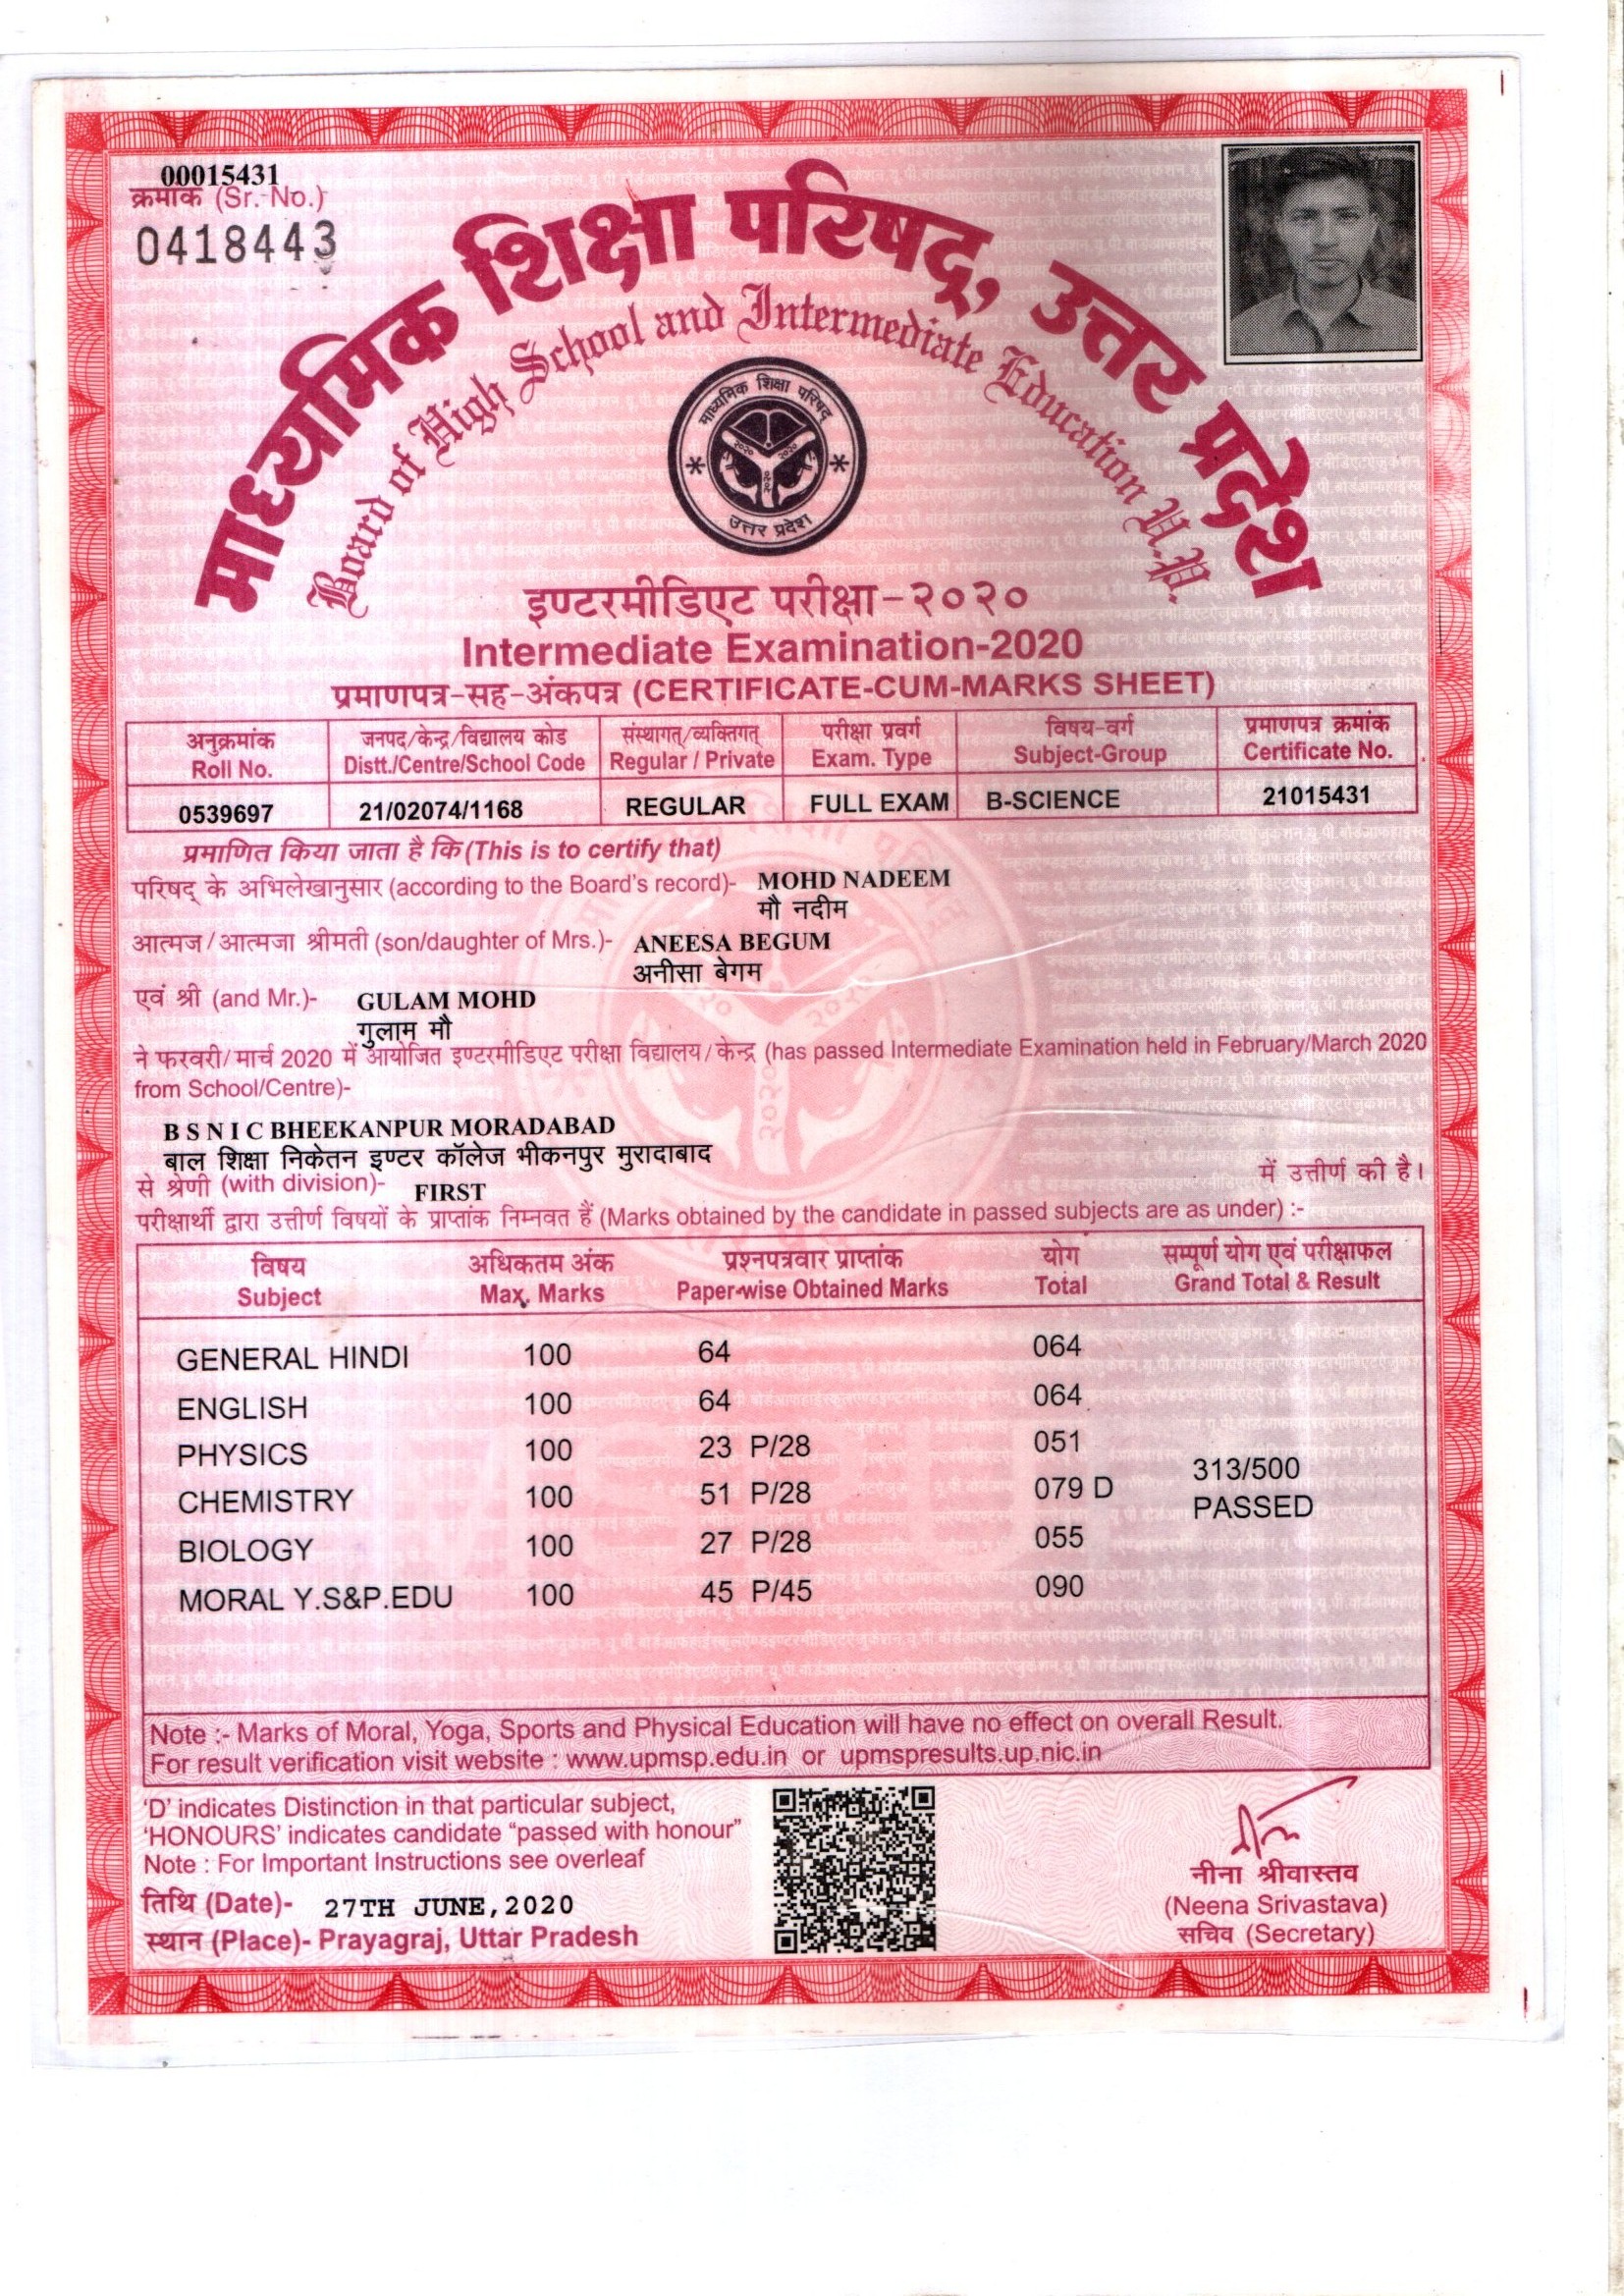 00015431
क्रमांक (Sr. No.)
0418443
माध्यमिक शिक्षा परिषद्, उत्तर प्रदेश
Board of High School and Intermediate Education U.P.
माध्यमिक शिक्षा परिषद्
उत्तर प्रदेश
इण्टरमीडिएट परीक्षा-२०२०
Intermediate Examination-2020
प्रमाणपत्र-सह-अंकपत्र (CERTIFICATE-CUM-MARKS SHEET)
अनुक्रमांक जनपद/केन्द्र/विद्यालय कोड संस्थागत/व्यक्तिगत् परीक्षा प्रवर्ग विषय-वर्ग प्रमाणपत्र क्रमांक
Roll No. Distt./Centre/School Code Regular / Private Exam. Type Subject-Group Certificate No.
0539697 21/02074/1168 REGULAR FULL EXAM B-SCIENCE 21015431
प्रमाणित किया जाता है कि (This is to certify that)
परिषद् के अभिलेखानुसार (according to the Board's record)- MOHD NADEEM
मौ नदीम
आत्मज/आत्मजा श्रीमती (son/daughter of Mrs.)- ANEESA BEGUM
अनीसा बेगम
एवं श्री (and Mr.)- GULAM MOHD
गुलाम मौ
ने फरवरी/मार्च 2020 में आयोजित इण्टरमीडिएट परीक्षा विद्यालय/केन्द्र (has passed Intermediate Examination held in February/March 2020
from School/Centre)-
B S N I C BHEEKANPUR MORADABAD
बाल शिक्षा निकेतन इण्टर कॉलेज भीकनपुर मुरादाबाद
से श्रेणी (with division)- FIRST में उत्तीर्ण की है।
परीक्षार्थी द्वारा उत्तीर्ण विषयों के प्राप्तांक निम्नवत हैं (Marks obtained by the candidate in passed subjects are as under) :-
विषय अधिकतम अंक प्रश्नपत्रवार प्राप्तांक योग सम्पूर्ण योग एवं परीक्षाफल
Subject Max. Marks Paper-wise Obtained Marks Total Grand Total & Result
GENERAL HINDI 100 64 064
ENGLISH 100 64 064
PHYSICS 100 23 P/28 051
313/500
CHEMISTRY 100 51 P/28 079 D
PASSED
BIOLOGY 100 27 P/28 055
MORAL Y.S&P.EDU 100 45 P/45 090
Note :- Marks of Moral, Yoga, Sports and Physical Education will have no effect on overall Result.
For result verification visit website : www.upmsp.edu.in or upmspresults.up.nic.in
'D' indicates Distinction in that particular subject,
'HONOURS' indicates candidate "passed with honour"
Note : For Important Instructions see overleaf
तिथि (Date)- 27TH JUNE,2020
स्थान (Place)- Prayagraj, Uttar Pradesh
नीना श्रीवास्तव
(Neena Srivastava)
सचिव (Secretary)